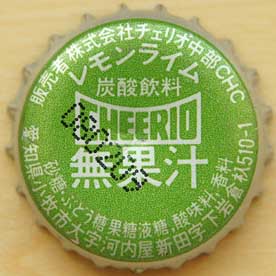 販売者株式会社チェリオ中部CHC
レモンライム
炭酸飲料
CHEERIO
無果汁
砂糖ぶどう糖果糖液糖,酸味料,香料
愛知県小牧市大字河内屋新田字下岩倉杁510-1